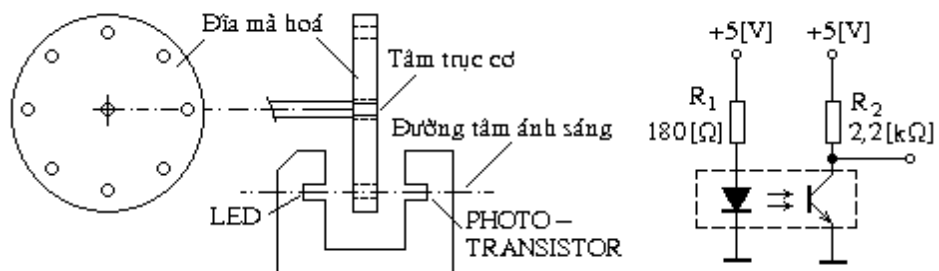 Đĩa mà hoá
Tâm trục cơ
Đường tâm ánh sáng
LED
PHOTO –
TRANSISTOR
+5[V] +5[V]
R1 R2
180[Ω] 2,2[kΩ]